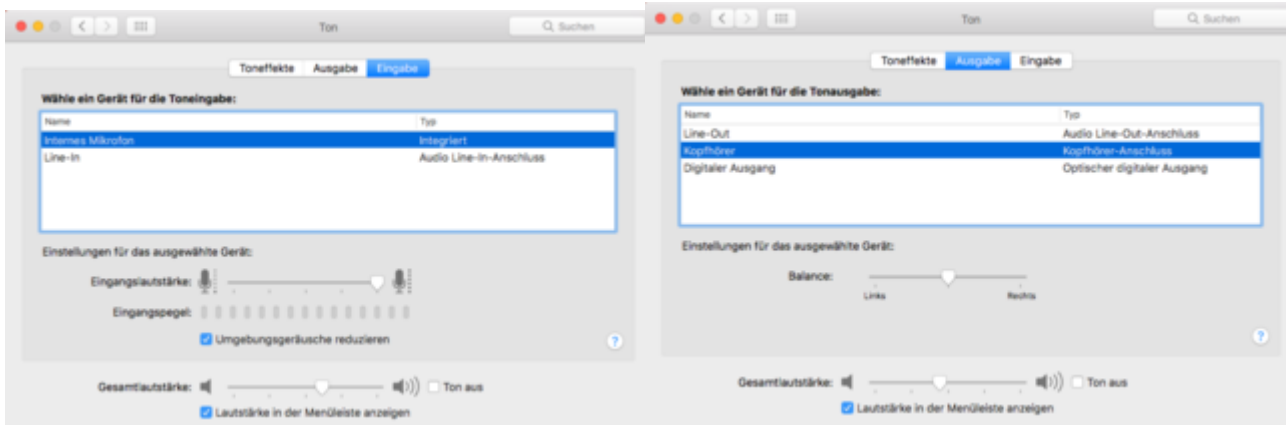 Ton
Suchen
Toneffekte Ausgabe Eingabe
Wähle ein Gerät für die Toneingabe:
Name Typ
Internes Mikrofon Integriert
Line-In Audio Line-In-Anschluss
Einstellungen für das ausgewählte Gerät:
Eingangslautstärke:
Eingangspegel:
Umgebungsgeräusche reduzieren
?
Gesamtlautstärke: Ton aus
Lautstärke in der Menüleiste anzeigen
Ton
Suchen
Toneffekte Ausgabe Eingabe
Wähle ein Gerät für die Tonausgabe:
Name Typ
Line-Out Audio Line-Out-Anschluss
Kopfhörer Kopfhörer-Anschluss
Digitaler Ausgang Optischer digitaler Ausgang
Einstellungen für das ausgewählte Gerät:
Balance:
Links Rechts
?
Gesamtlautstärke: Ton aus
Lautstärke in der Menüleiste anzeigen